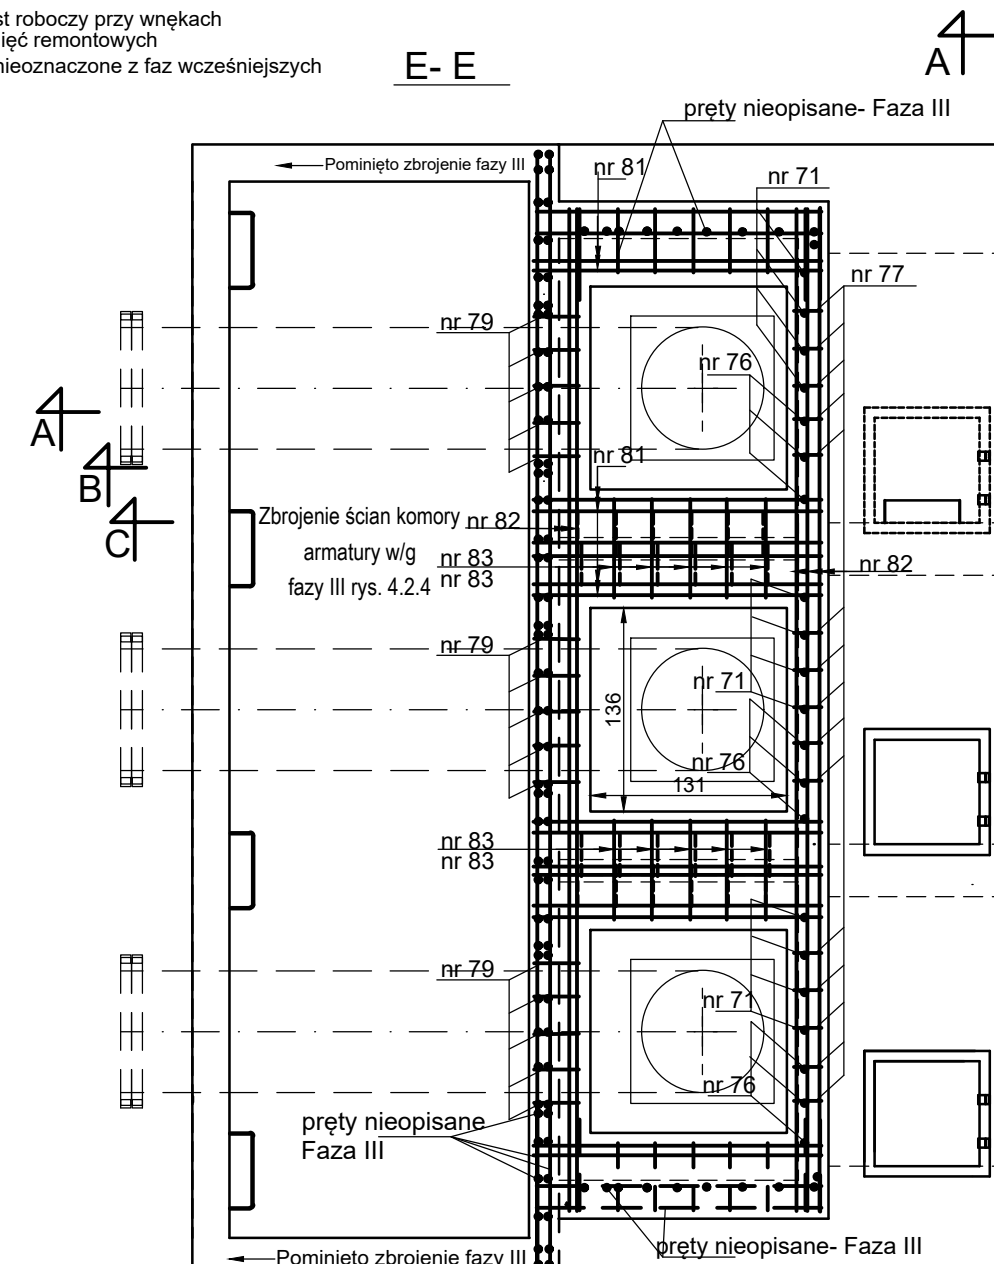 st roboczy przy wnękach
ięć remontowych
nieoznaczone z faz wcześniejszych
E- E
A
pręty nieopisane- Faza III
Pominięto zbrojenie fazy III
nr 81
nr 71
nr 77
nr 79
nr 76
A
nr 81
B
Zbrojenie ścian komory
armatury w/g
fazy III rys. 4.2.4
nr 82
C
nr 83
nr 83
nr 82
nr 79
nr 71
136
nr 76
131
nr 83
nr 83
nr 79
nr 71
nr 76
pręty nieopisane
Faza III
pręty nieopisane- Faza III
Pominięto zbrojenie fazy III